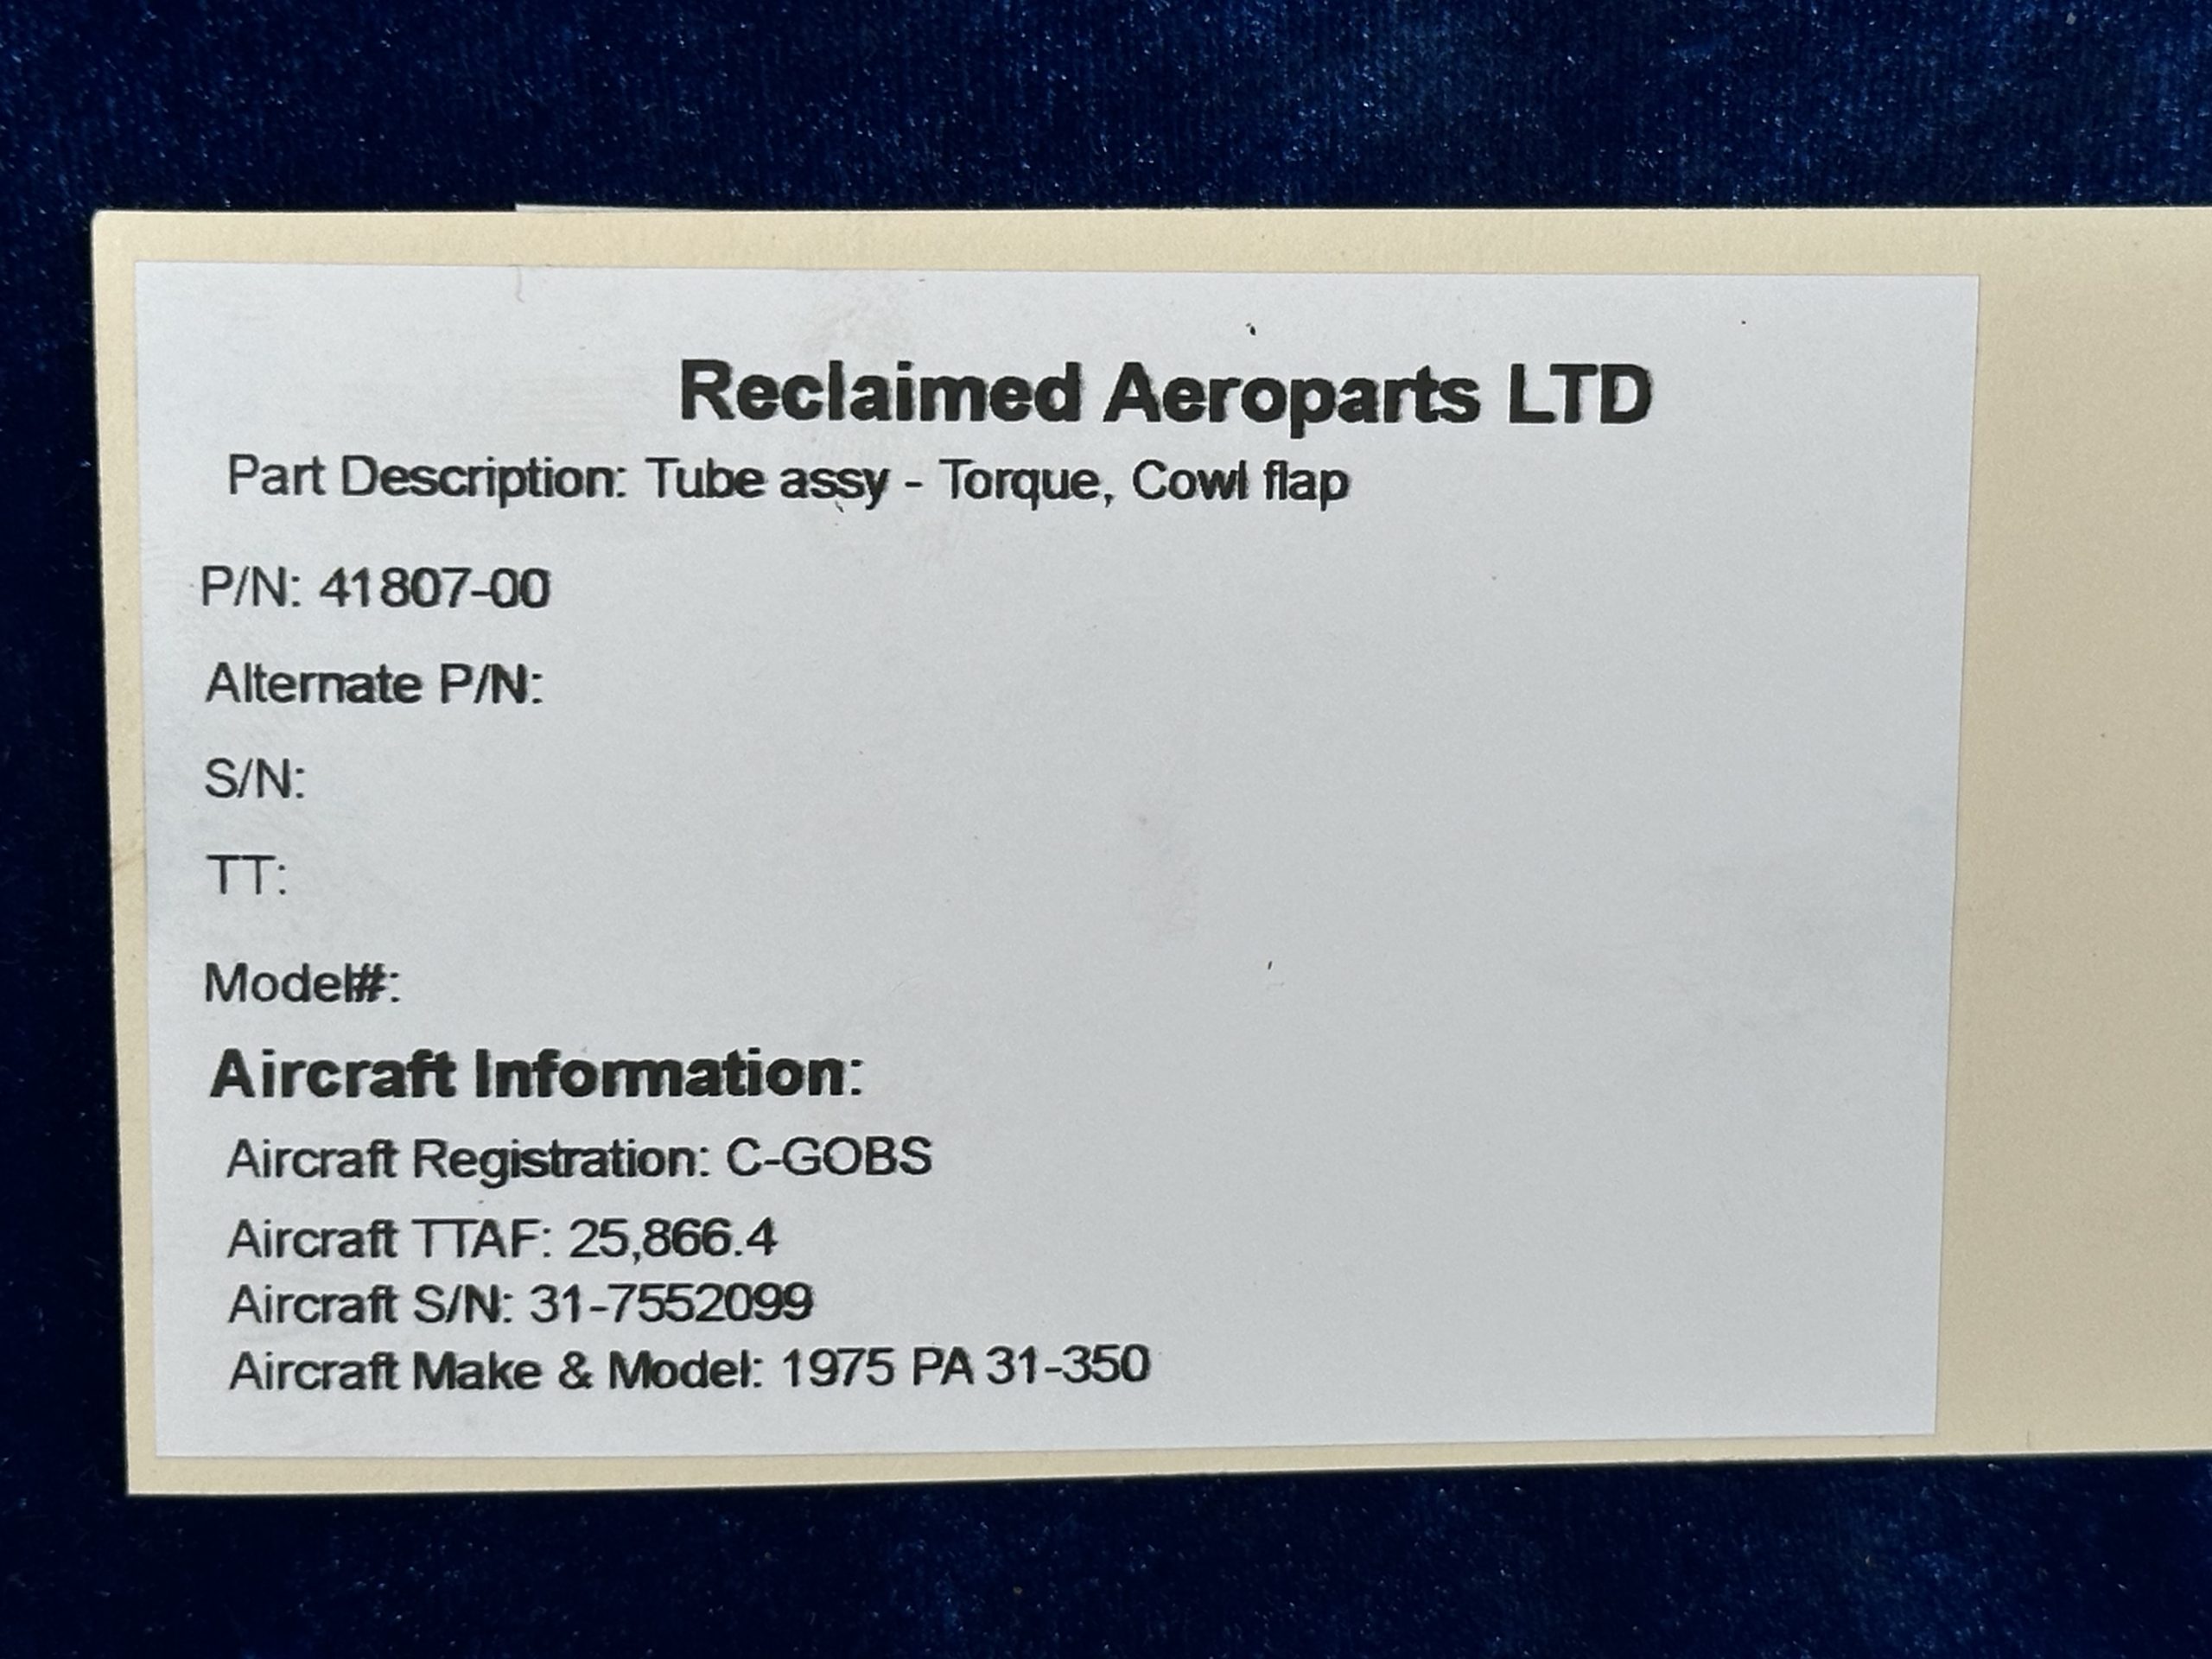 Reclaimed Aeroparts LTD
Part Description: Tube assy - Torque, Cowl flap
P/N: 41807-00
Alternate P/N:
S/N:
TT:
Model#:
Aircraft Information:
Aircraft Registration: C-GOBS
Aircraft TTAF: 25,866.4
Aircraft S/N: 31-7552099
Aircraft Make & Model: 1975 PA 31-350